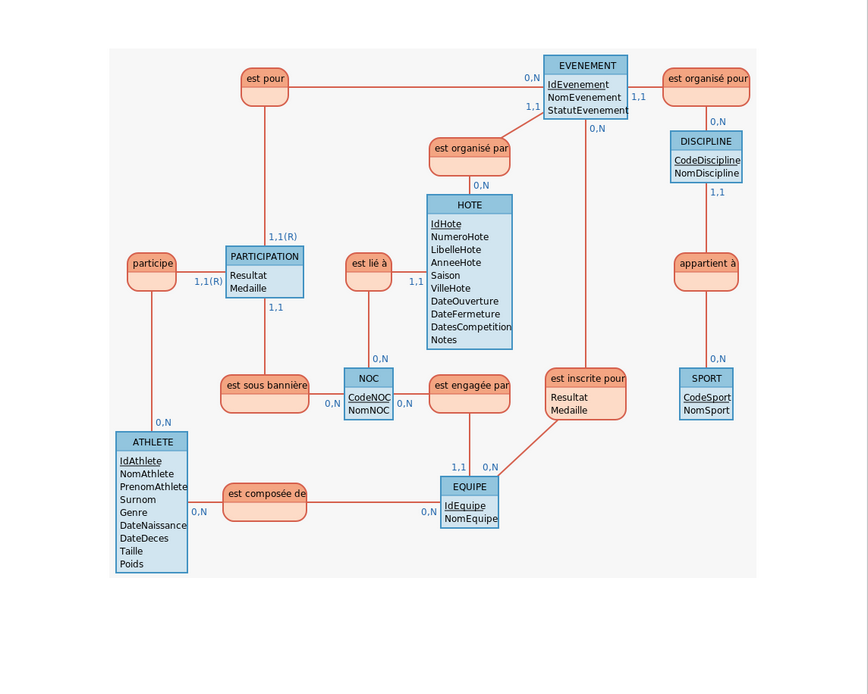 est pour
0,N
EVENEMENT
IdEvenement
NomEvenement
StatutEvenement
1,1
0,N
1,1
est organisé pour
0,N
DISCIPLINE
CodeDiscipline
NomDiscipline
1,1
est organisé par
0,N
HOTE
IdHote
NumeroHote
LibelleHote
AnneeHote
Saison
VilleHote
DateOuverture
DateFermeture
DatesCompetition
Notes
1,1(R)
PARTICIPATION
Resultat
Medaille
participe
1,1(R)
1,1
est lié à
1,1
appartient à
0,N
NOC
CodeNOC
NomNOC
est sous bannière
0,N
0,N
est engagée par
est inscrite pour
Resultat
Medaille
0,N
SPORT
CodeSport
NomSport
0,N
ATHLETE
IdAthlete
NomAthlete
PrenomAthlete
Surnom
Genre
DateNaissance
DateDeces
Taille
Poids
0,N
est composée de
0,N
1,1
0,N
EQUIPE
IdEquipe
NomEquipe